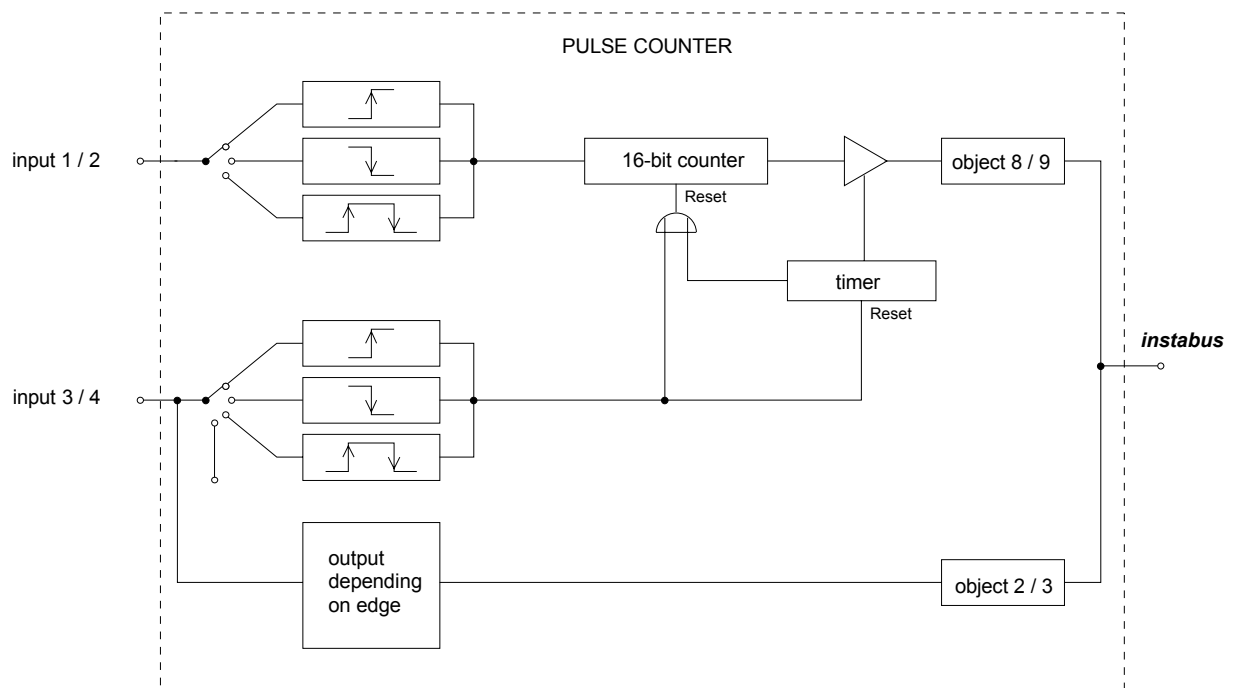 PULSE COUNTER
input 1 / 2
16-bit counter
object 8 / 9
Reset
timer
Reset
instabus
input 3 / 4
output
depending
on edge
object 2 / 3